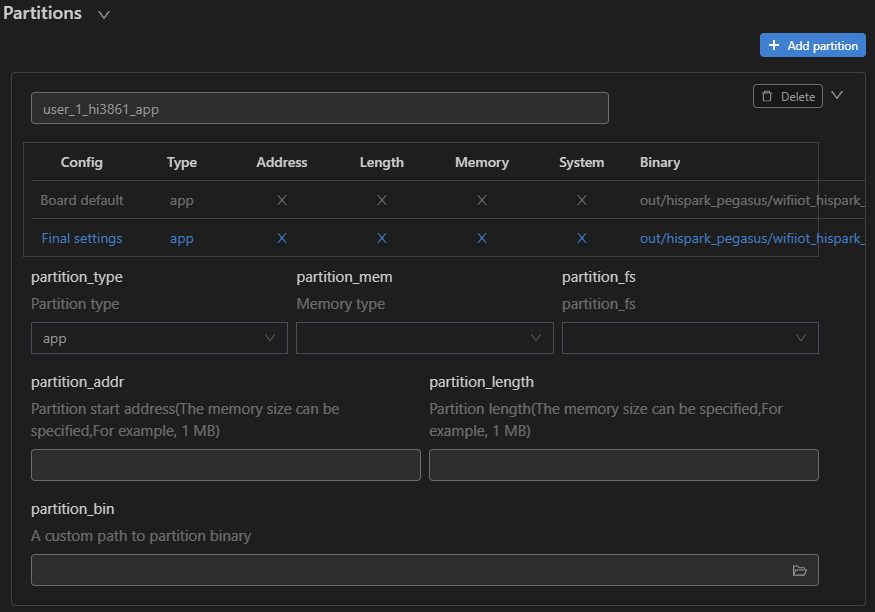 Partitions
Add partition
user_1_hi3861_app
Delete
Config Type Address Length Memory System Binary
Board default app X X X X out/hispark_pegasus/wifiiot_hispark_
Final settings app X X X X out/hispark_pegasus/wifiiot_hispark_
partition_type partition_mem partition_fs
Partition type Memory type partition_fs
app
partition_addr partition_length
Partition start address(The memory size can be Partition length(The memory size can be specified,For
specified,For example, 1 MB) example, 1 MB)
partition_bin
A custom path to partition binary